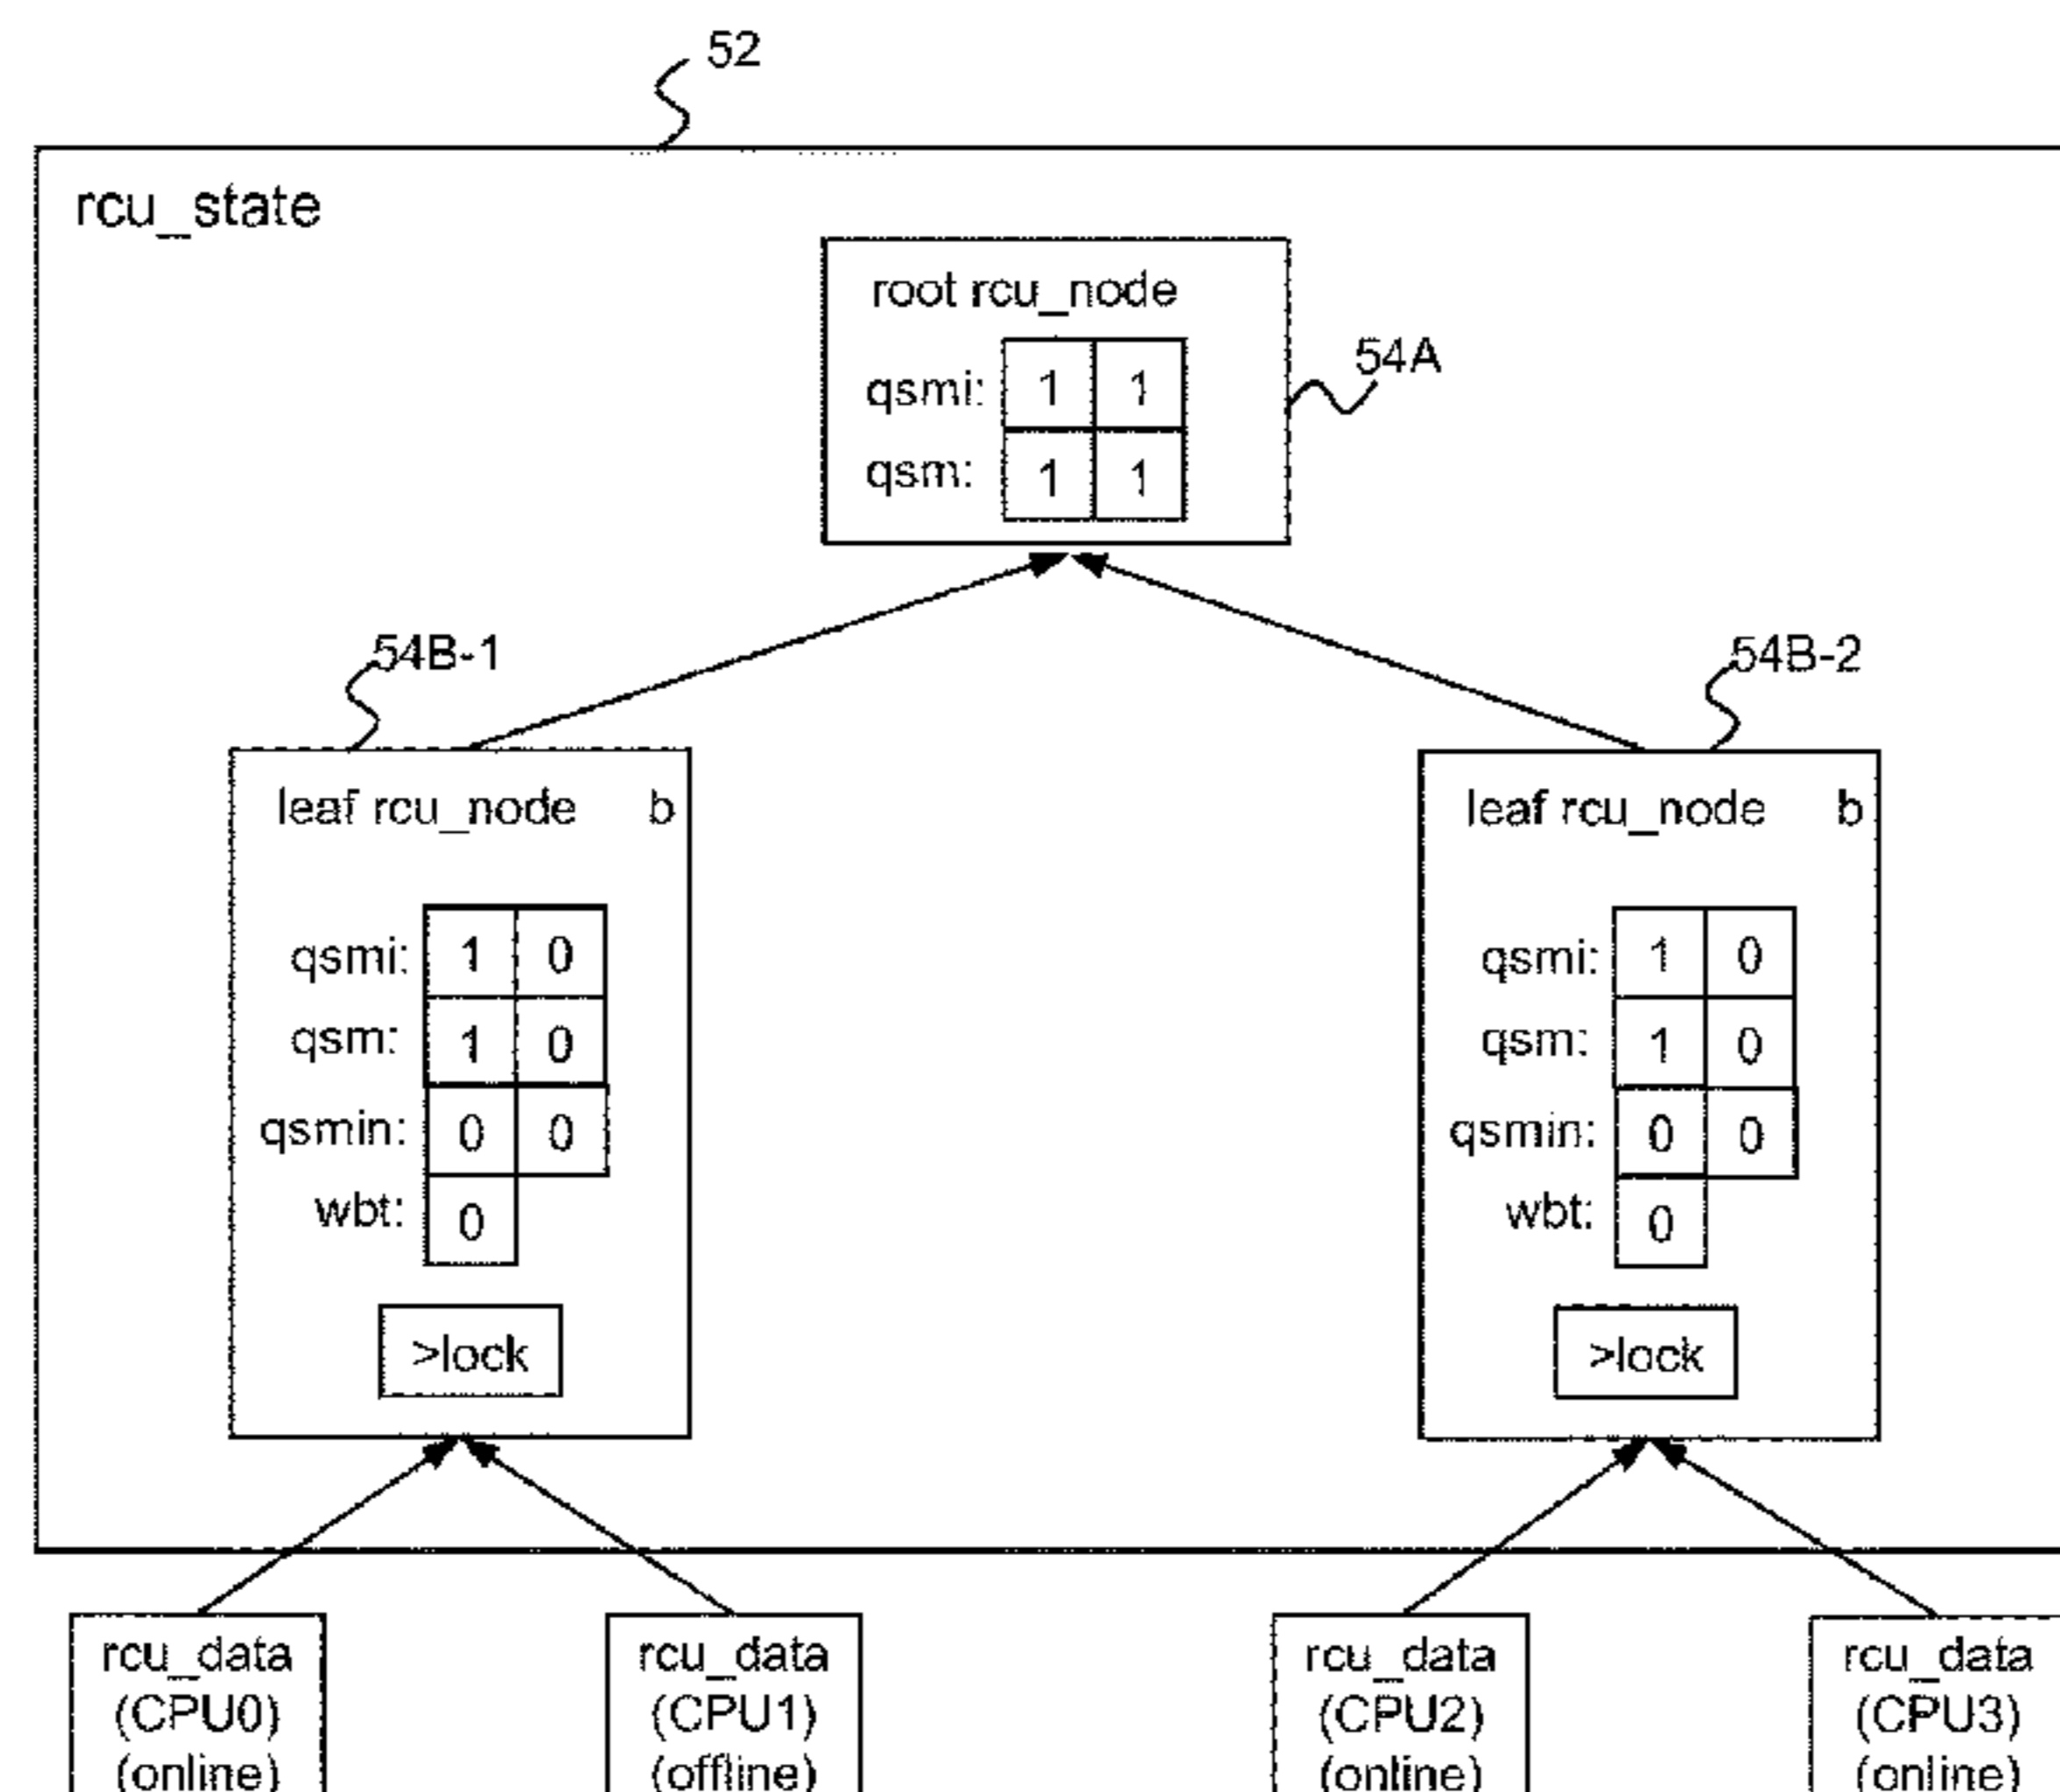 52
rcu_state
root rcu_node
54A
qsmi: 1 1
qsm: 1 1
54B-1
54B-2
leaf rcu_node b
qsmi: 1 0
qsm: 1 0
qsmin: 0 0
wbt: 0
>lock
leaf rcu_node b
qsmi: 1 0
qsm: 1 0
qsmin: 0 0
wbt: 0
>lock
rcu_data
(CPU0)
(online)
rcu_data
(CPU1)
(offline)
rcu_data
(CPU2)
(online)
rcu_data
(CPU3)
(online)